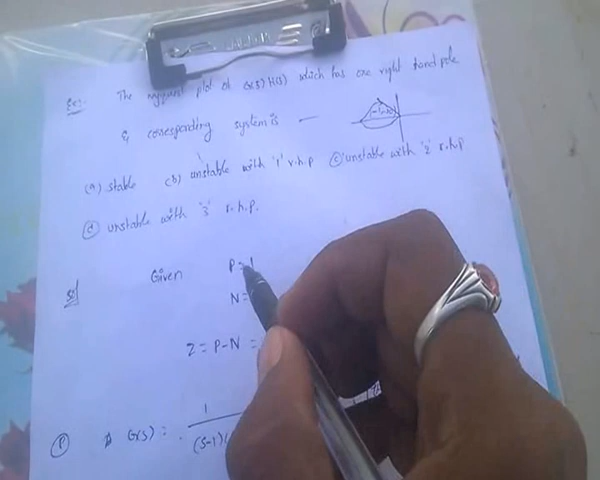 Ex:- The nyquist plot of G(s) H(s) which has one right hand pole
& corresponding system is —
(a) stable (b) unstable with '1' r.h.p (c) unstable with '2' r.h.p
(d) unstable with '3' r.h.p.
Sol Given P = 1
N =
Z = P-N =
(P) G(s) = 1
(s-1)(